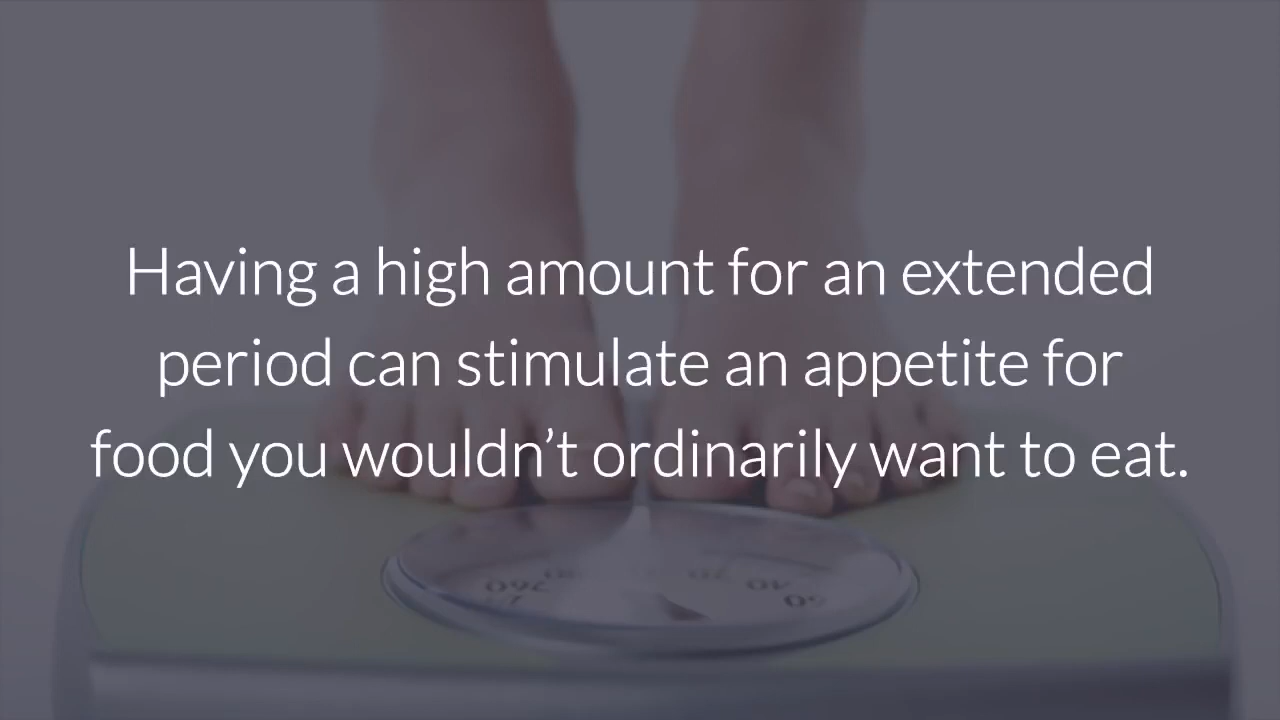 Having a high amount for an extended
period can stimulate an appetite for
food you wouldn’t ordinarily want to eat.